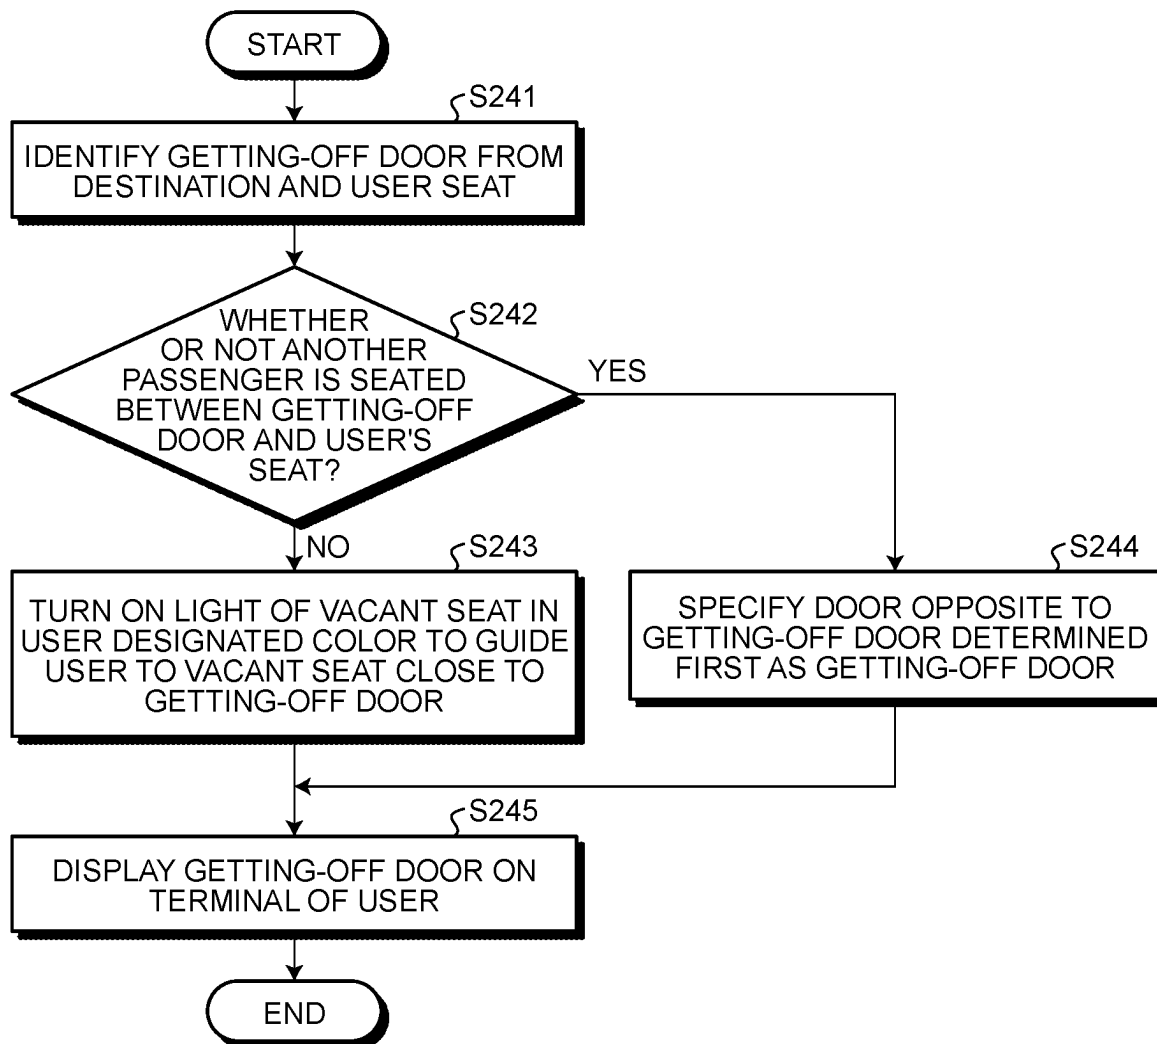 START
S241
IDENTIFY GETTING-OFF DOOR FROM
DESTINATION AND USER SEAT
S242
WHETHER
OR NOT ANOTHER
PASSENGER IS SEATED
BETWEEN GETTING-OFF
DOOR AND USER'S
SEAT?
YES
NO
S243
TURN ON LIGHT OF VACANT SEAT IN
USER DESIGNATED COLOR TO GUIDE
USER TO VACANT SEAT CLOSE TO
GETTING-OFF DOOR
S244
SPECIFY DOOR OPPOSITE TO
GETTING-OFF DOOR DETERMINED
FIRST AS GETTING-OFF DOOR
S245
DISPLAY GETTING-OFF DOOR ON
TERMINAL OF USER
END